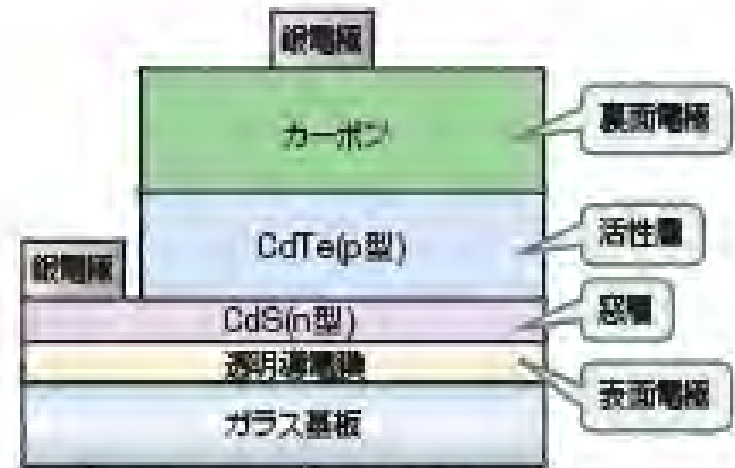 銀電極
カーボン
裏面電極
CdTe(p型)
活性層
銀電極
CdS(n型)
窓層
透明導電膜
表面電極
ガラス基板